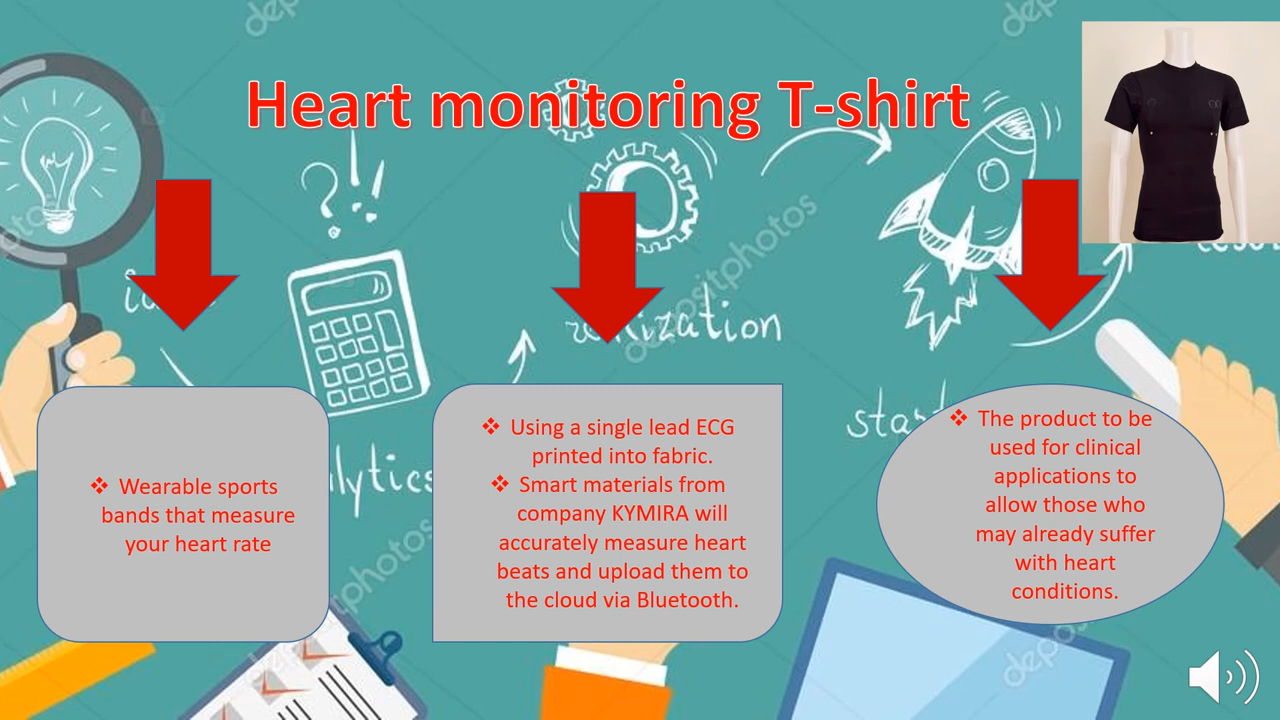 Heart monitoring T-shirt
❖ Wearable sports
bands that measure
your heart rate
❖ Using a single lead ECG
printed into fabric.
❖ Smart materials from
company KYMIRA will
accurately measure heart
beats and upload them to
the cloud via Bluetooth.
❖ The product to be
used for clinical
applications to
allow those who
may already suffer
with heart
conditions.
depositphotos